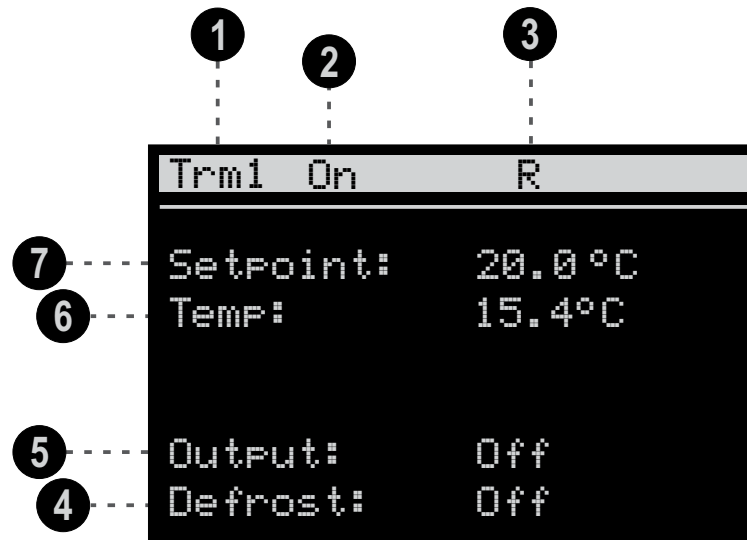 1 2 3
Trm1 On R
7 Setpoint: 20.0°C
6 Temp: 15.4°C
5 Output: Off
4 Defrost: Off